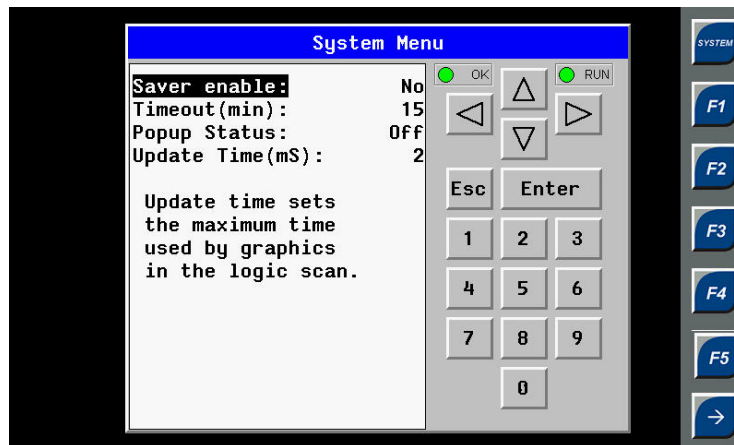 System Menu
SYSTEM
Saver enable: No
OK
RUN
Timeout(min): 15
F1
Popup Status: Off
Update Time(mS): 2
F2
Update time sets
the maximum time
used by graphics
in the logic scan.
Esc Enter
1 2 3
F3
4 5 6
F4
7 8 9
F5
0